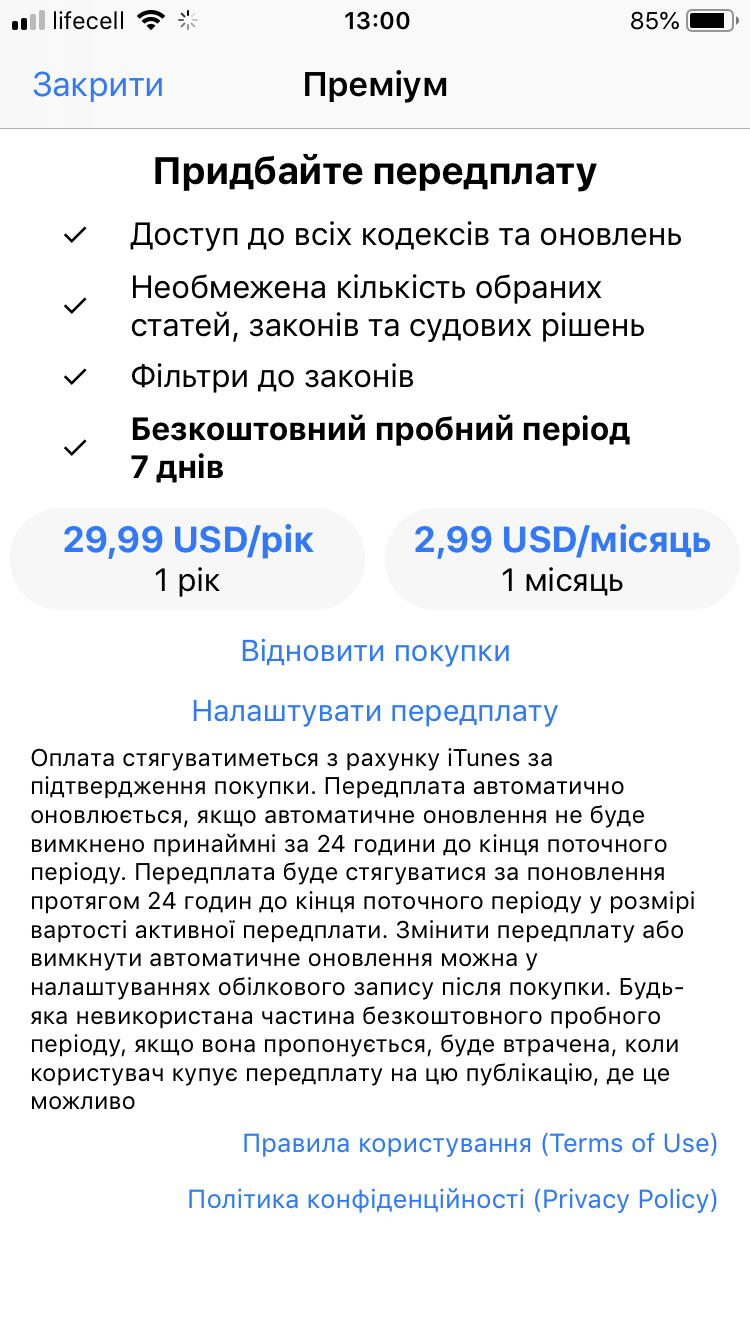 lifecell 13:00 85%
Закрити Преміум
Придбайте передплату
Доступ до всіх кодексів та оновлень
Необмежена кількість обраних
статей, законів та судових рішень
Фільтри до законів
Безкоштовний пробний період
7 днів
29,99 USD/рік 2,99 USD/місяць
1 рік 1 місяць
Відновити покупки
Налаштувати передплату
Оплата стягуватиметься з рахунку iTunes за
підтвердження покупки. Передплата автоматично
оновлюється, якщо автоматичне оновлення не буде
вимкнено принаймні за 24 години до кінця поточного
періоду. Передплата буде стягуватися за поновлення
протягом 24 годин до кінця поточного періоду у розмірі
вартості активної передплати. Змінити передплату або
вимкнути автоматичне оновлення можна у
налаштуваннях обілкового запису після покупки. Будь-
яка невикористана частина безкоштовного пробного
періоду, якщо вона пропонується, буде втрачена, коли
користувач купує передплату на цю публікацію, де це
можливо
Правила користування (Terms of Use)
Політика конфіденційності (Privacy Policy)